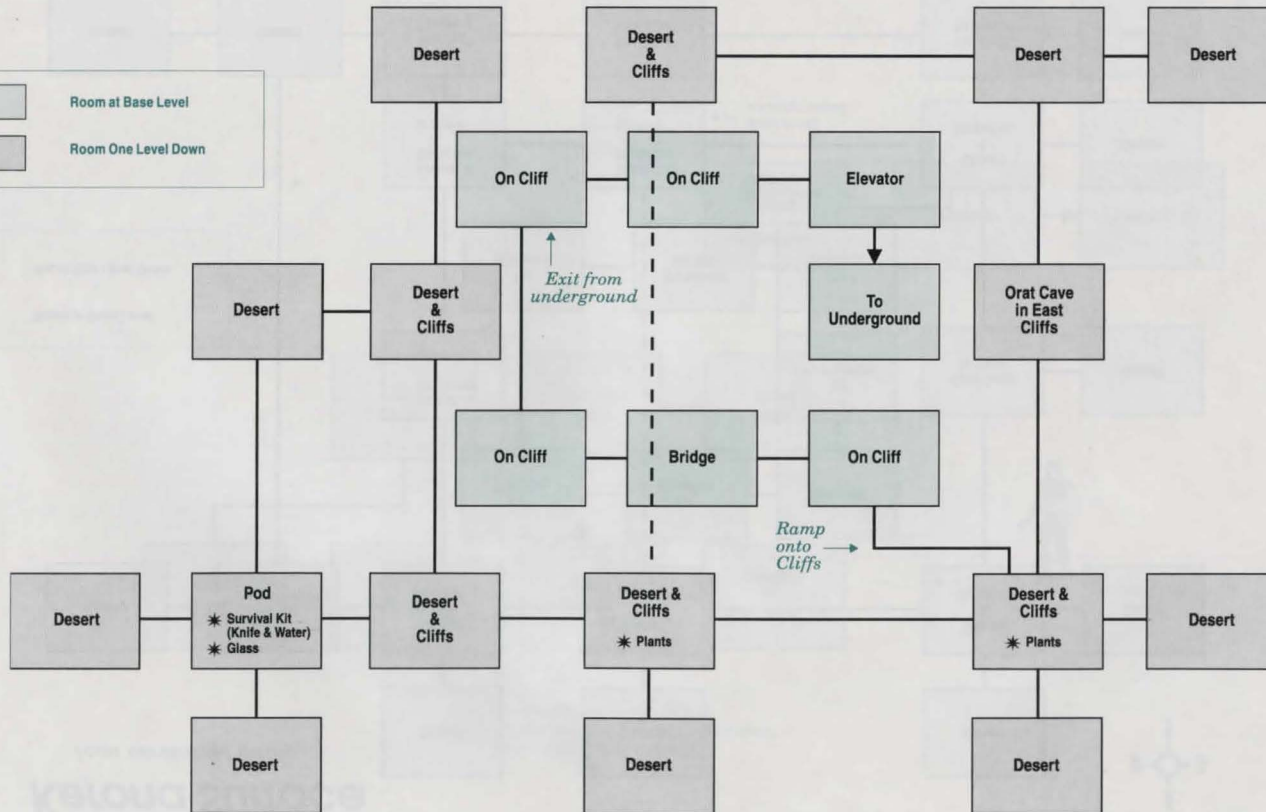 Desert
Desert
&
Cliffs
Desert
Desert
Room at Base Level
Room One Level Down
On Cliff
On Cliff
Elevator
Exit from
underground
Desert
Desert
&
Cliffs
To
Underground
Orat Cave
in East
Cliffs
On Cliff
Bridge
On Cliff
Ramp
onto
Cliffs
Desert
Pod
✷ Survival Kit
(Knife & Water)
✷ Glass
Desert
&
Cliffs
Desert &
Cliffs
✷ Plants
Desert &
Cliffs
✷ Plants
Desert
Desert
Desert
Desert
Kerona Surface